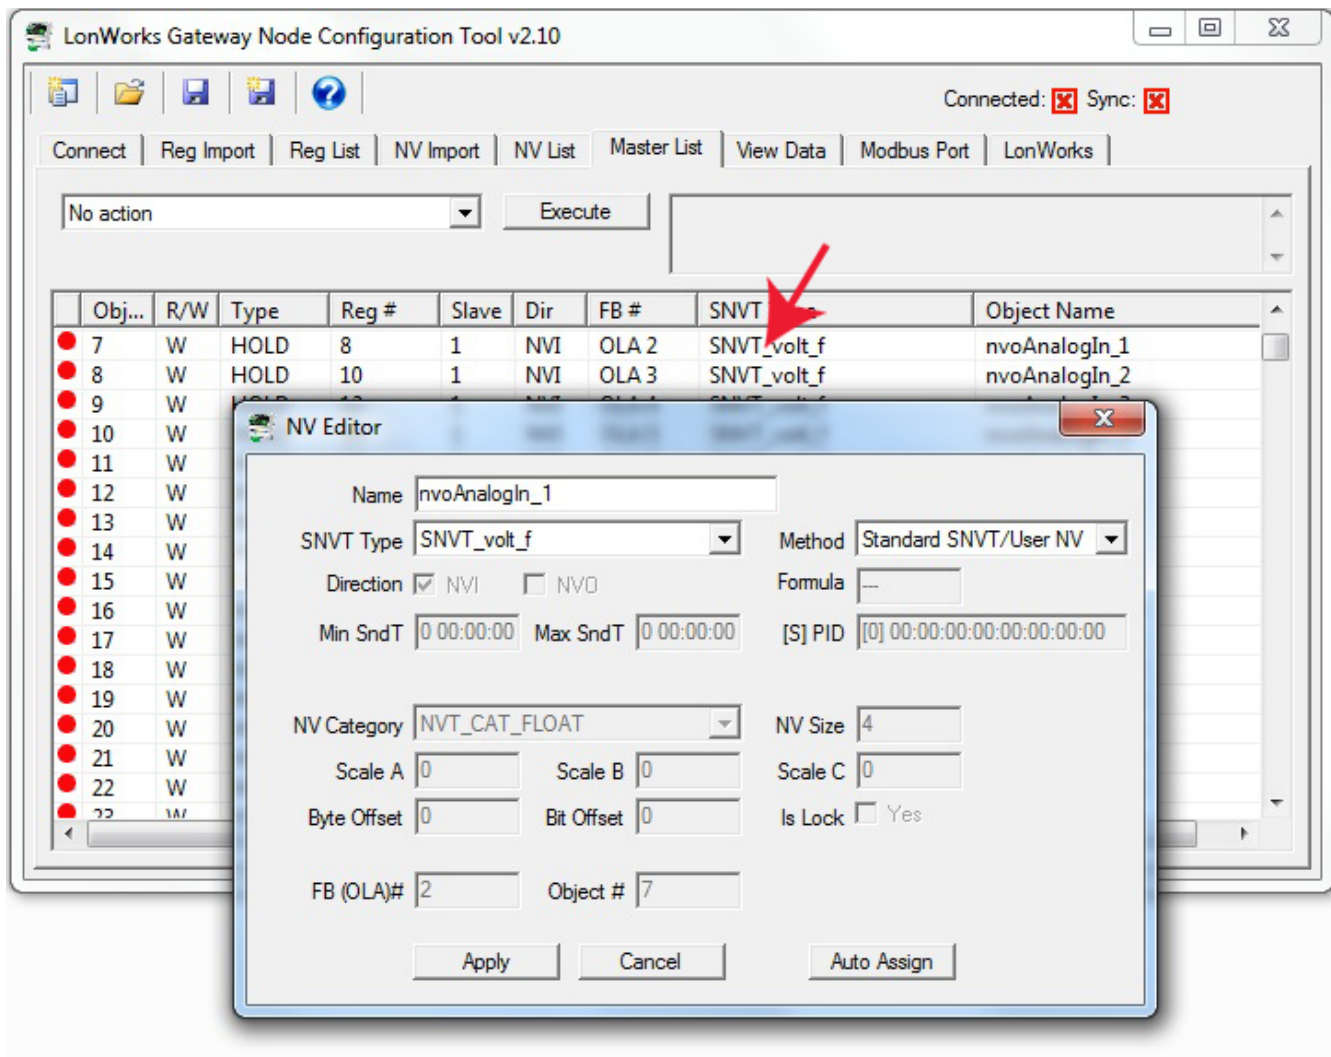 LonWorks Gateway Node Configuration Tool v2.10
Connected: Sync:
Connect Reg Import Reg List NV Import NV List Master List View Data Modbus Port LonWorks
No action Execute
Obj... R/W Type Reg # Slave Dir FB # SNVT Object Name
7 W HOLD 8 1 NVI OLA 2 SNVT_volt_f nvoAnalogIn_1
8 W HOLD 10 1 NVI OLA 3 SNVT_volt_f nvoAnalogIn_2
9 W
10 W
11 W
12 W
13 W
14 W
15 W
16 W
17 W
18 W
19 W
20 W
21 W
22 W
NV Editor
Name nvoAnalogIn_1
SNVT Type SNVT_volt_f Method Standard SNVT/User NV
Direction NVI NVO Formula ---
Min SndT 0 00:00:00 Max SndT 0 00:00:00 [S] PID [0] 00:00:00:00:00:00:00:00
NV Category NVT_CAT_FLOAT NV Size 4
Scale A 0 Scale B 0 Scale C 0
Byte Offset 0 Bit Offset 0 Is Lock Yes
FB (OLA)# 2 Object # 7
Apply Cancel Auto Assign